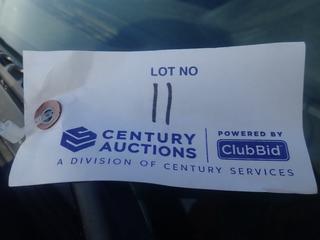 LOT NO
11
CENTURY AUCTIONS
POWERED BY
ClubBid
A DIVISION OF CENTURY SERVICES